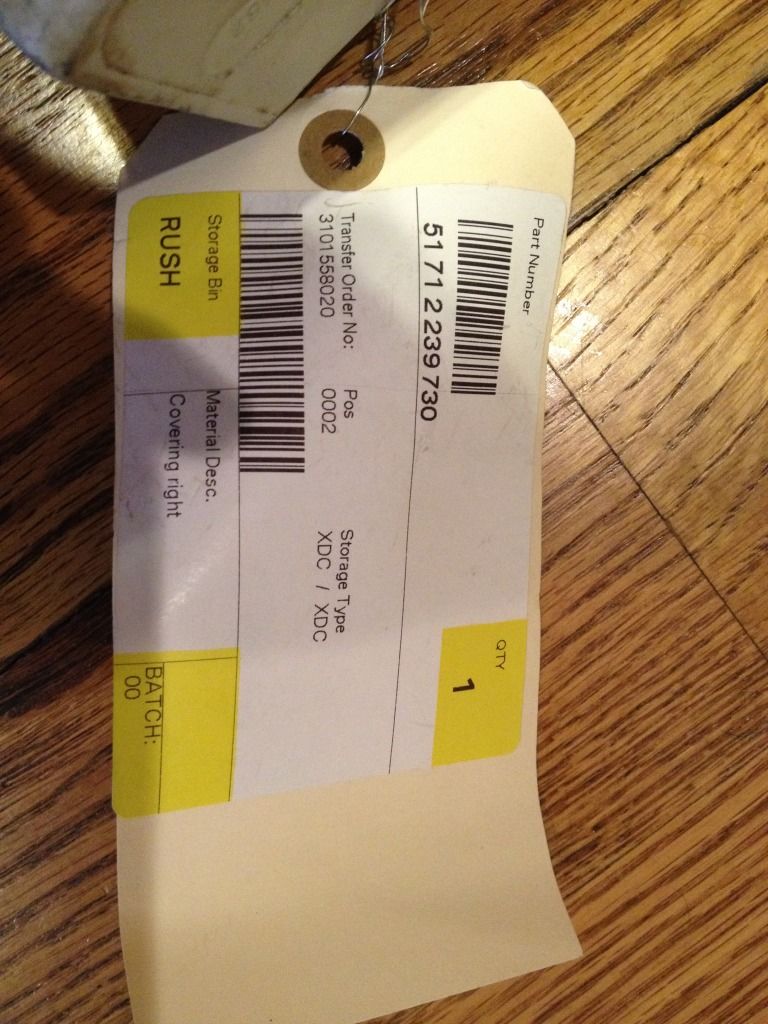 Part Number
51 71 2 239 730
QTY
1
Transfer Order No:
3101558020
Pos
0002
Storage Type
XDC / XDC
Storage Bin
RUSH
Material Desc.
Covering right
BATCH:
00